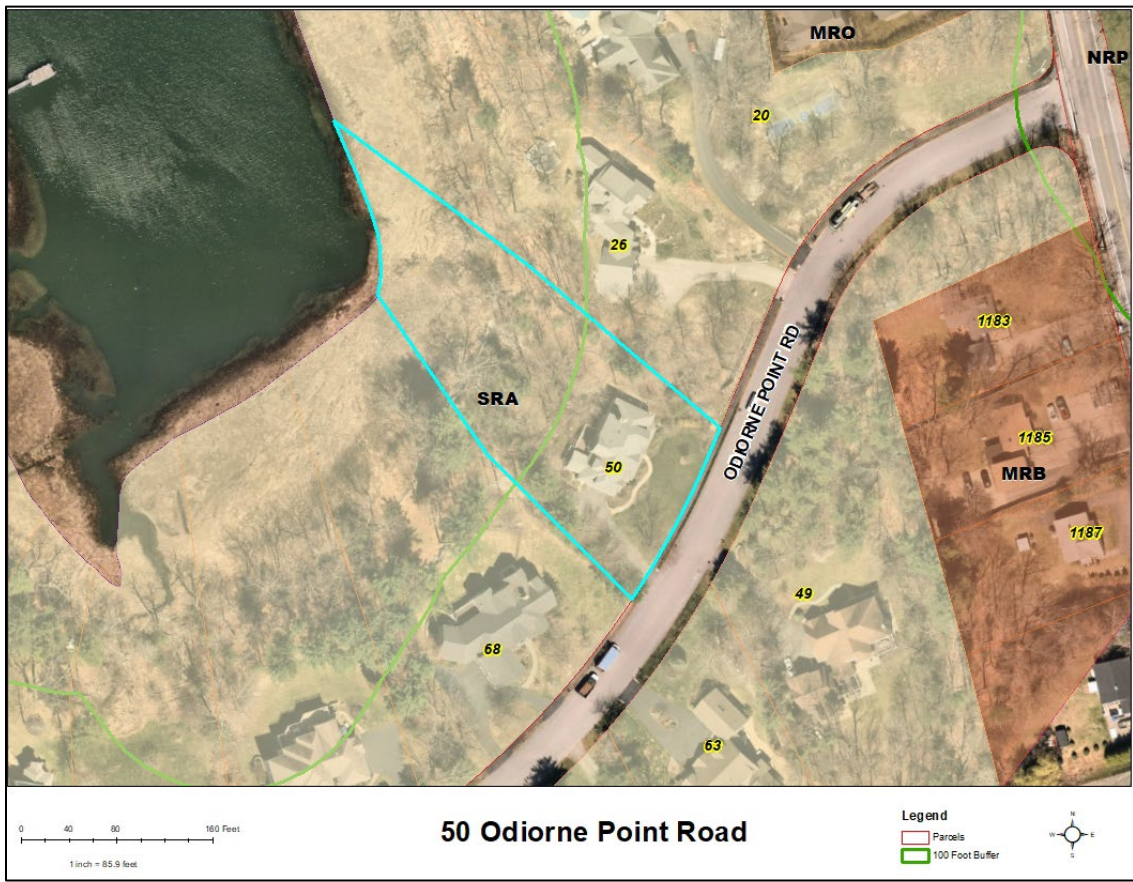 MRO
NRP
20
26
1183
SRA
ODIORNE POINT RD
1185
50
MRB
1187
49
68
63
0 40 80 160 Feet
1 inch = 85.9 feet
50 Odiorne Point Road
Legend
Parcels
100 Foot Buffer
N
W E
S